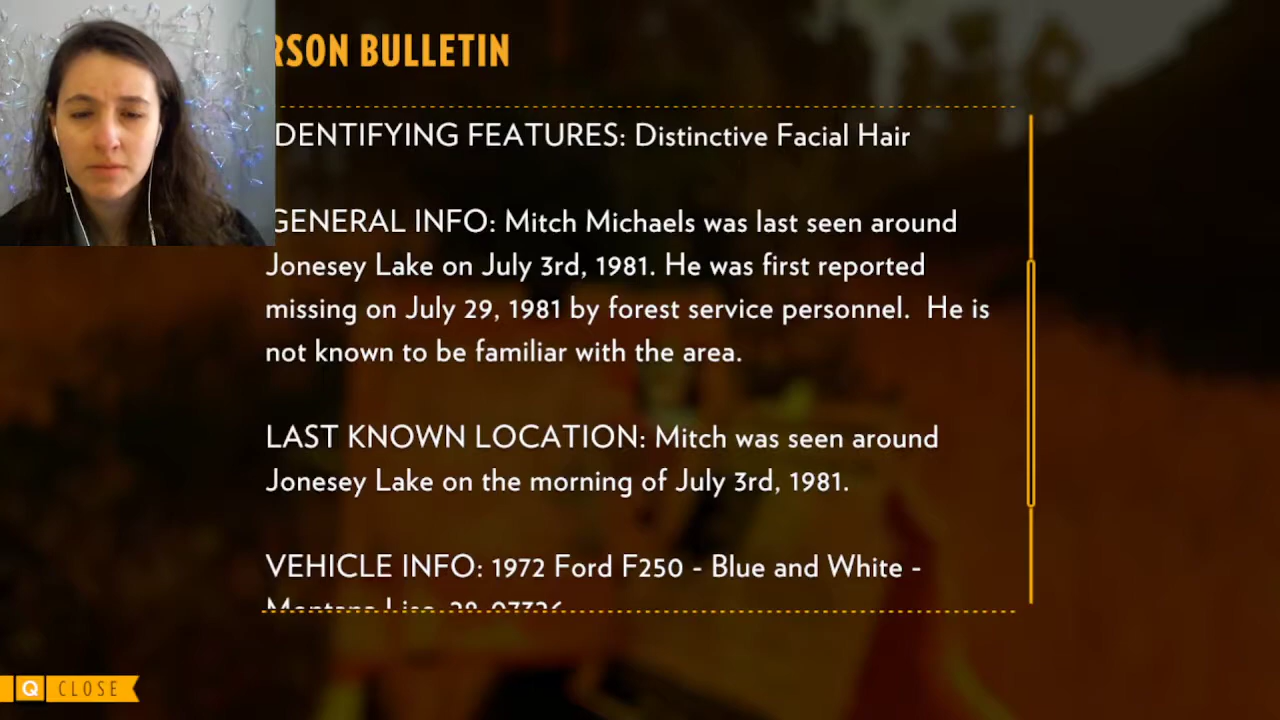 RSON BULLETIN
DENTIFYING FEATURES: Distinctive Facial Hair
GENERAL INFO: Mitch Michaels was last seen around
Jonesey Lake on July 3rd, 1981. He was first reported
missing on July 29, 1981 by forest service personnel. He is
not known to be familiar with the area.
LAST KNOWN LOCATION: Mitch was seen around
Jonesey Lake on the morning of July 3rd, 1981.
VEHICLE INFO: 1972 Ford F250 - Blue and White -
Q CLOSE